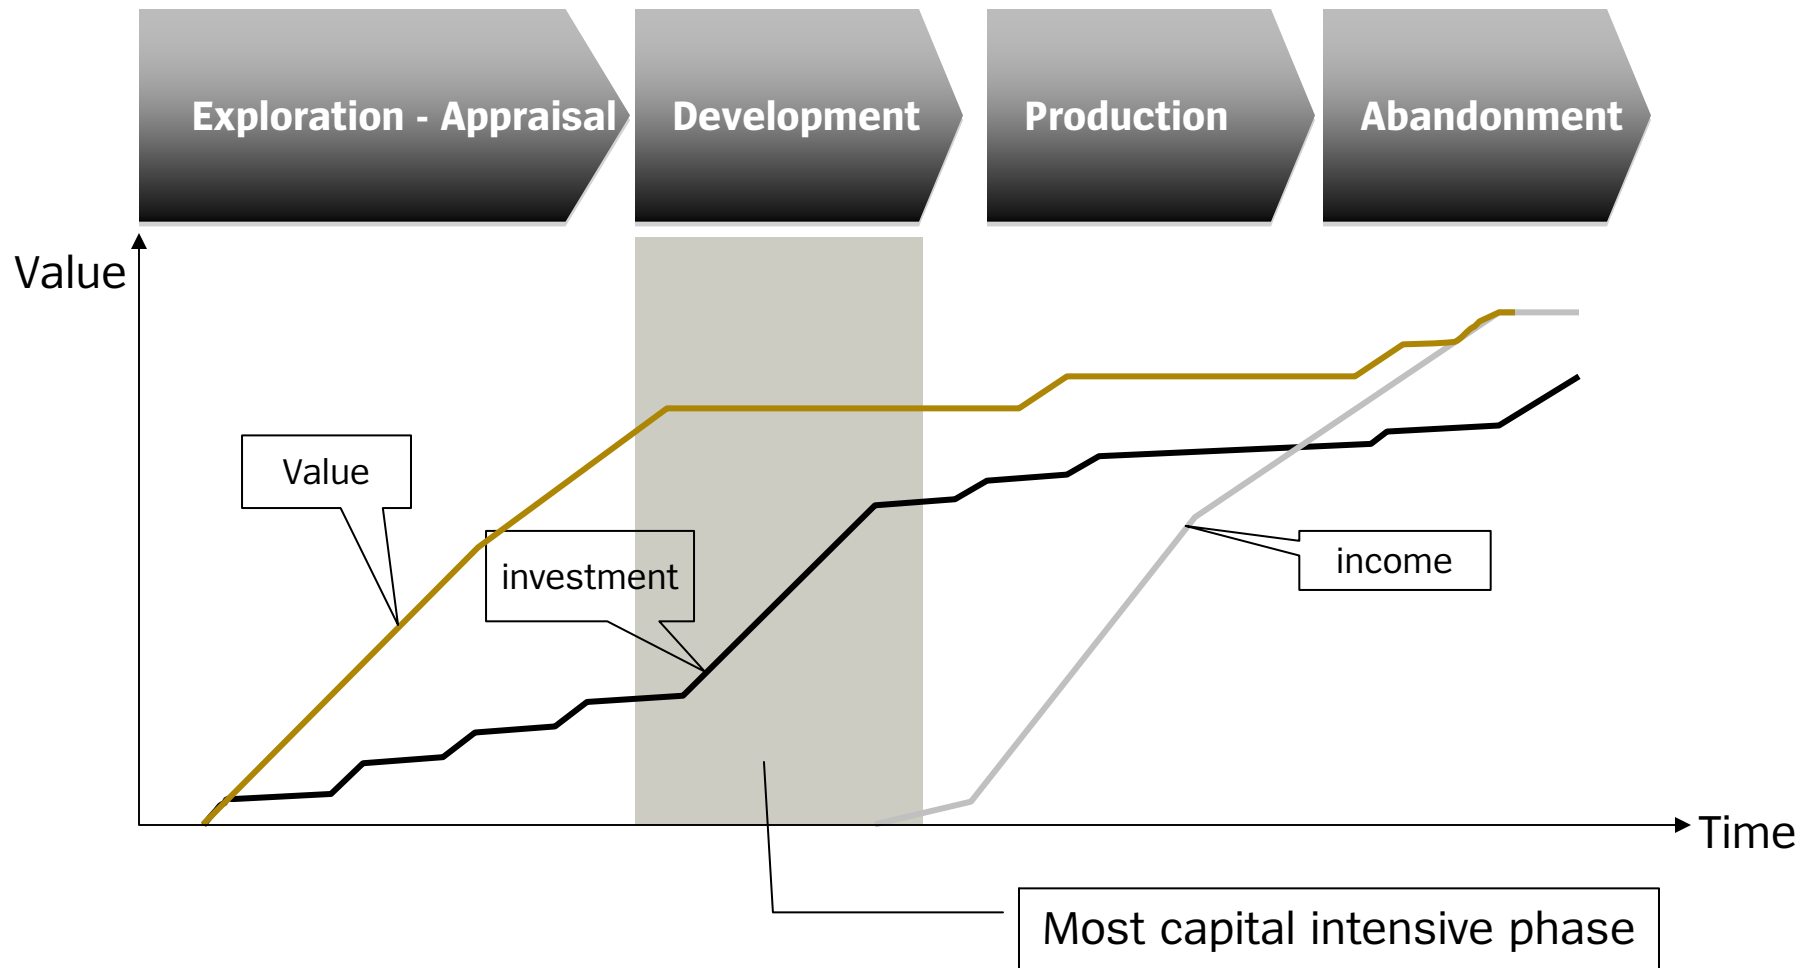 Exploration - Appraisal
Development
Production
Abandonment
Value
Value
investment
income
Time
Most capital intensive phase